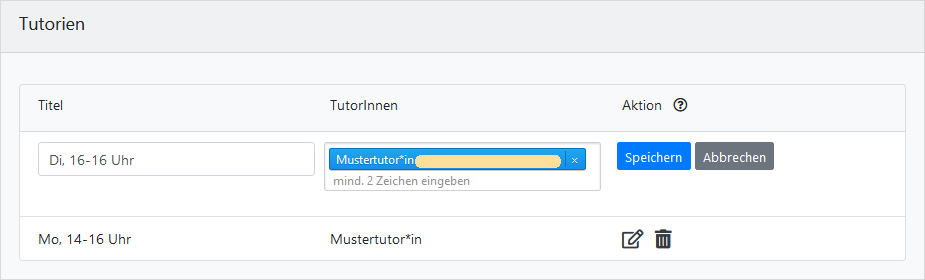 Tutorien
Titel TutorInnen Aktion
Di, 16-16 Uhr Mustertutor*in × Speichern Abbrechen
mind. 2 Zeichen eingeben
Mo, 14-16 Uhr Mustertutor*in